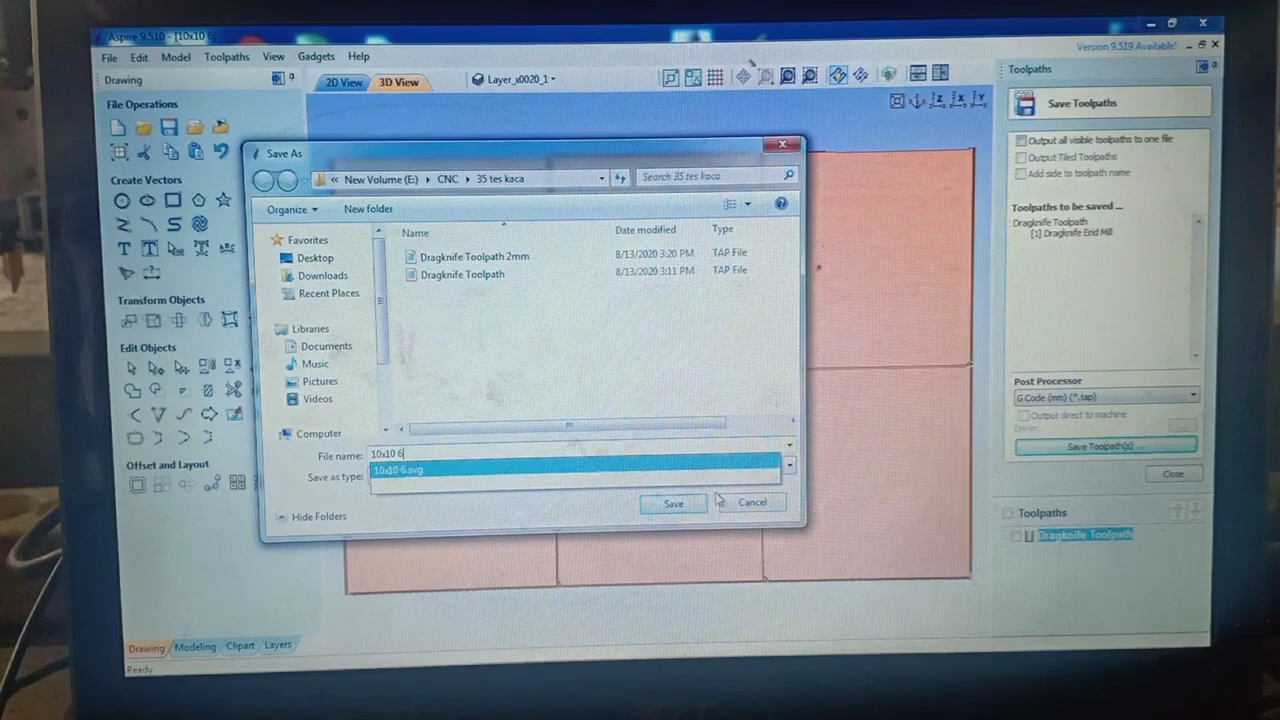 Aspire 9.510 - [10x10 6
File Edit Model Toolpaths View Gadgets Help
Version 9.519 Available!
Drawing
2D View
3D View
Layer_x0020_1
Toolpaths
File Operations
Create Vectors
Transform Objects
Edit Objects
Offset and Layout
Drawing Modeling Clipart Layers
Ready
Save As
New Volume (E:) CNC 35 tes kaca
Search 35 tes kaca
Organize
New folder
Name Date modified Type
Dragknife Toolpath 2mm 8/13/2020 3:20 PM TAP File
Dragknife Toolpath 8/13/2020 3:11 PM TAP File
Favorites
Desktop
Downloads
Recent Places
Libraries
Documents
Music
Pictures
Videos
Computer
File name: 10x10 6
10x10 6.svg
Save as type:
Hide Folders
Save
Cancel
Save Toolpaths
Output all visible toolpaths to one file
Output Tiled Toolpaths
Add side to toolpath name
Toolpaths to be saved ...
Dragknife Toolpath
[1] Dragknife End Mill
Post Processor
G Code (mm) (*.tap)
Output direct to machine
Driver:
Save Toolpath(s) ...
Close
Toolpaths
Dragknife Toolpath